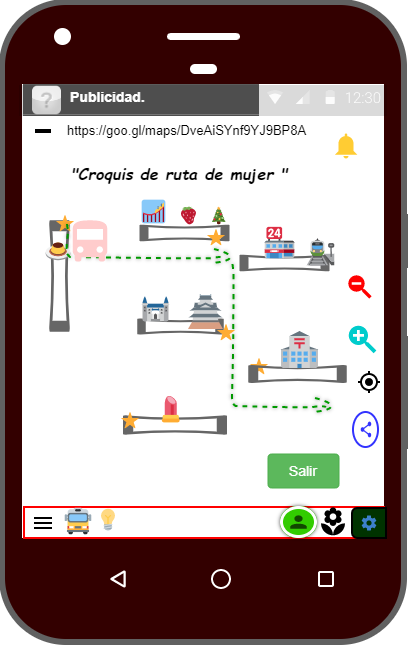 ?
Publicidad.
12:30
https://goo.gl/maps/DveAiSYnf9YJ9BP8A
"Croquis de ruta de mujer "
24
〒
Salir